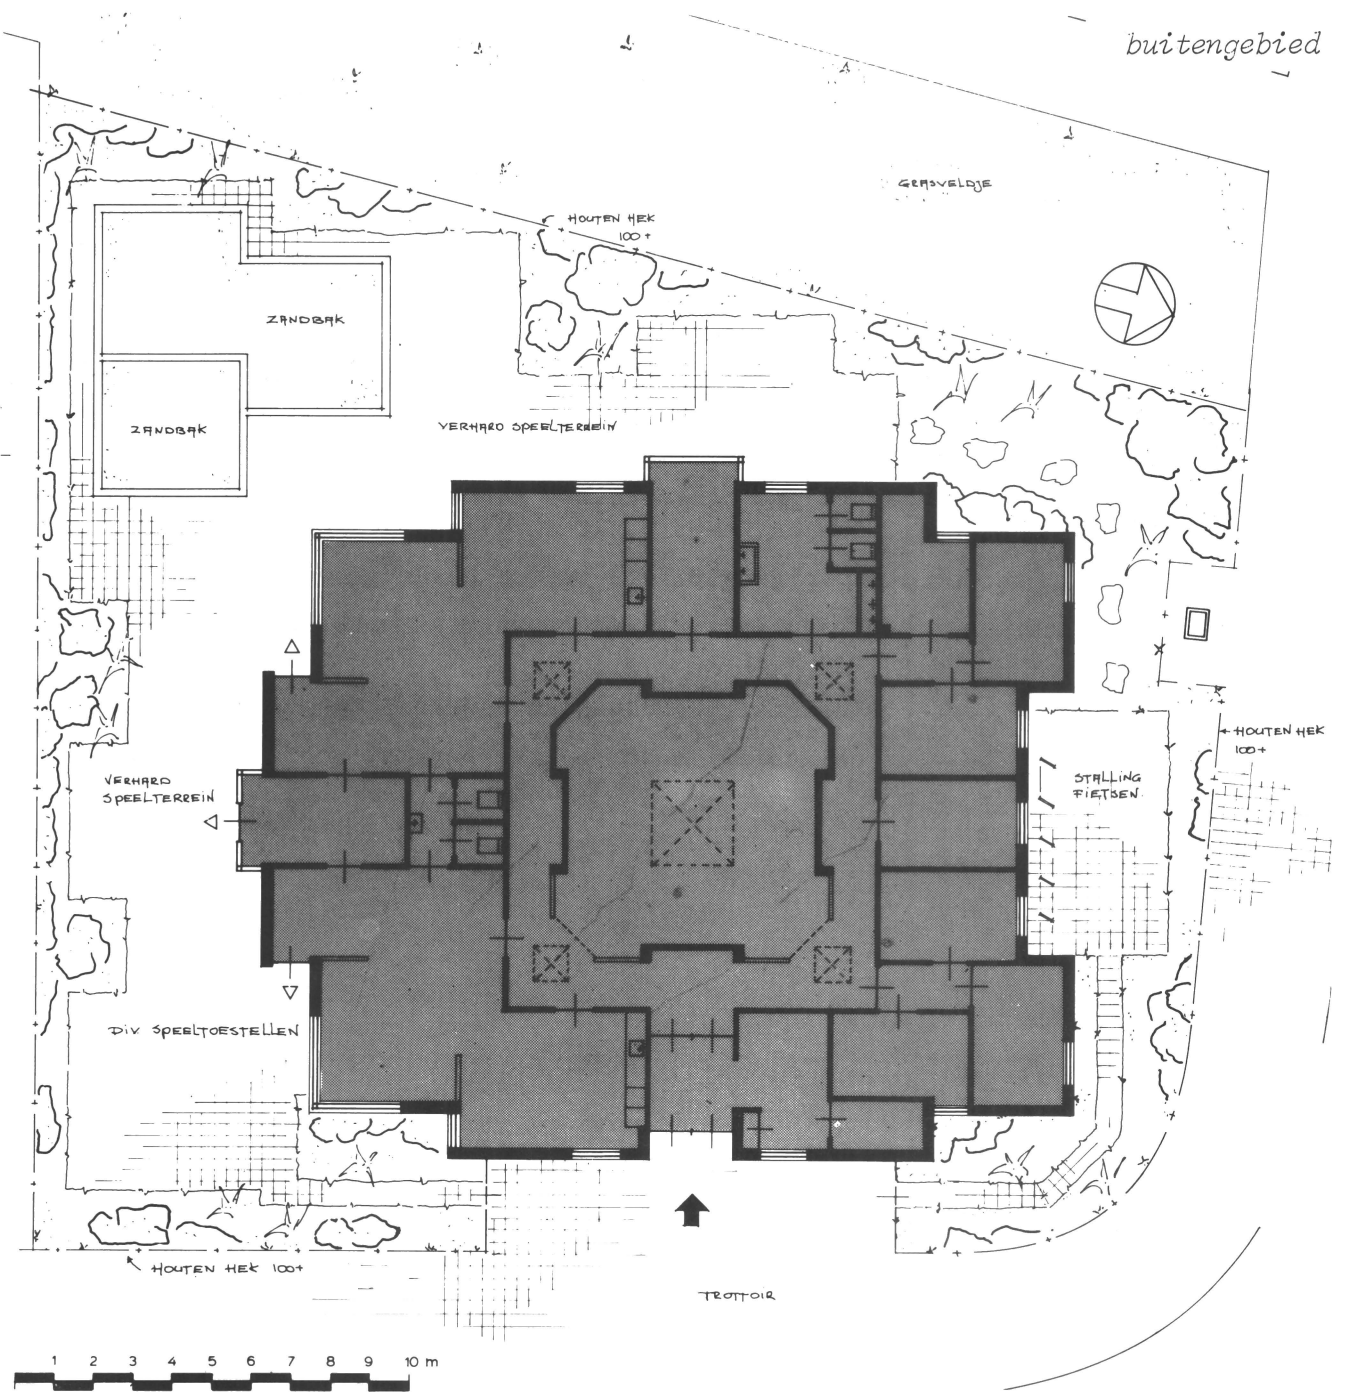 buitengebied
GRASVELDJE
HOUTEN HEK
100+
ZANDBAK
ZANDBAK
VERHARD SPEELTERREIN
HOUTEN HEK
100+
VERHARD
SPEELTERREIN
STALLING
FIETSEN
DIV. SPEELTOESTELLEN
HOUTEN HEK 100+
TROTTOIR
1 2 3 4 5 6 7 8 9 10 m